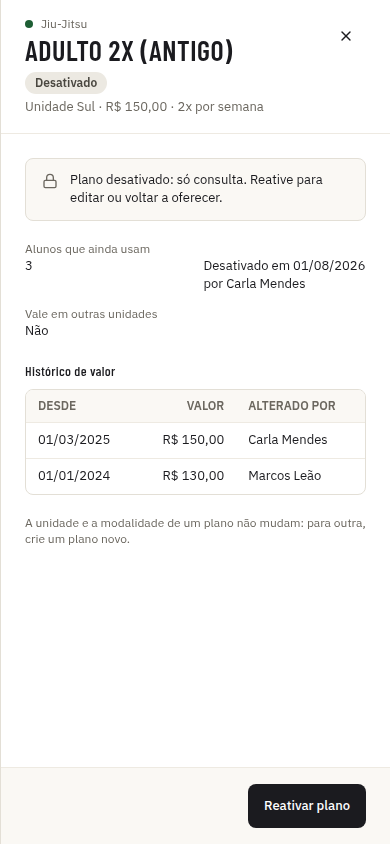 Jiu-Jitsu
ADULTO 2X (ANTIGO)
Desativado
Unidade Sul · R$ 150,00 · 2x por semana
Plano desativado: só consulta. Reative para
editar ou voltar a oferecer.
Alunos que ainda usam
3
Desativado em 01/08/2026
por Carla Mendes
Vale em outras unidades
Não
Histórico de valor
DESDE VALOR ALTERADO POR
01/03/2025 R$ 150,00 Carla Mendes
01/01/2024 R$ 130,00 Marcos Leão
A unidade e a modalidade de um plano não mudam: para outra,
crie um plano novo.
Reativar plano